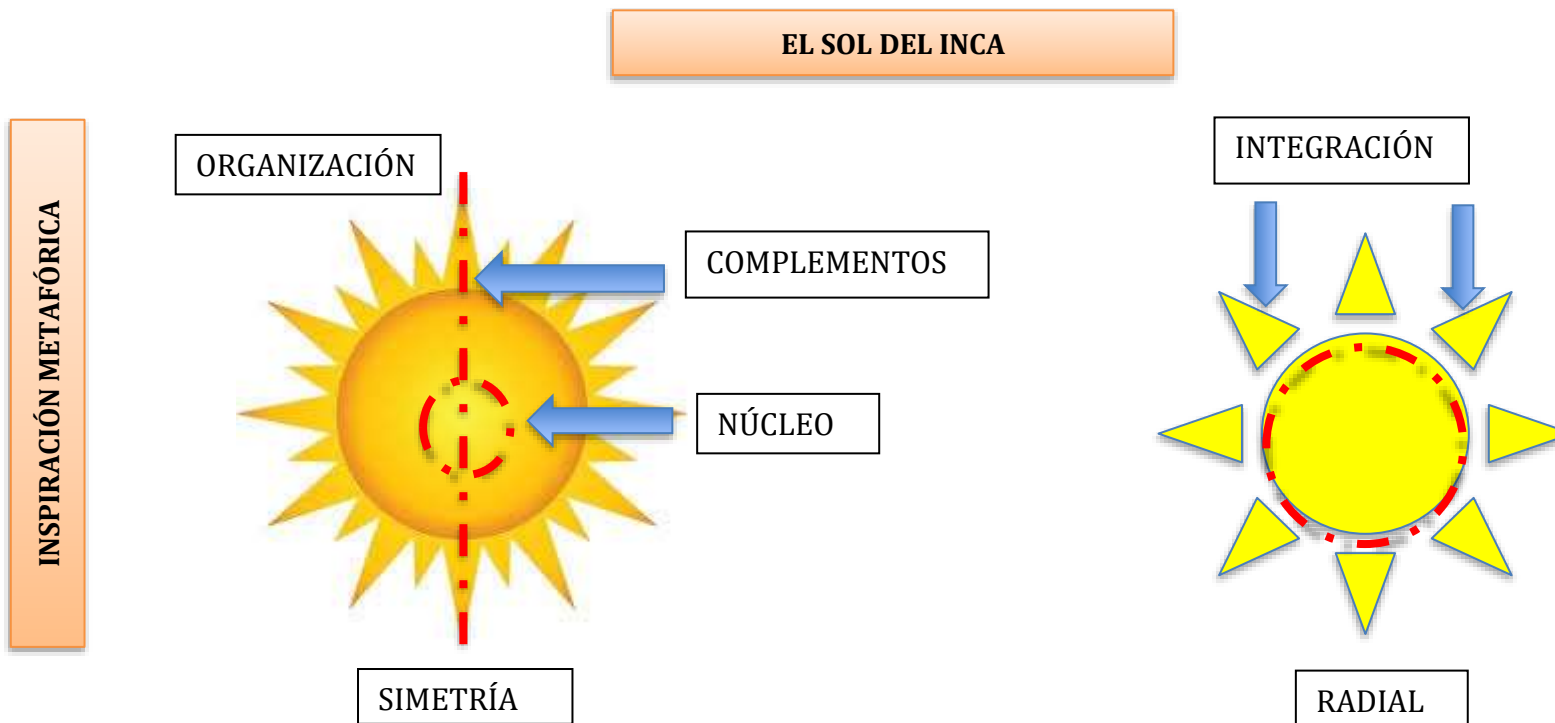 EL SOL DEL INCA
INSPIRACIÓN METAFÓRICA
ORGANIZACIÓN
INTEGRACIÓN
COMPLEMENTOS
NÚCLEO
SIMETRÍA
RADIAL